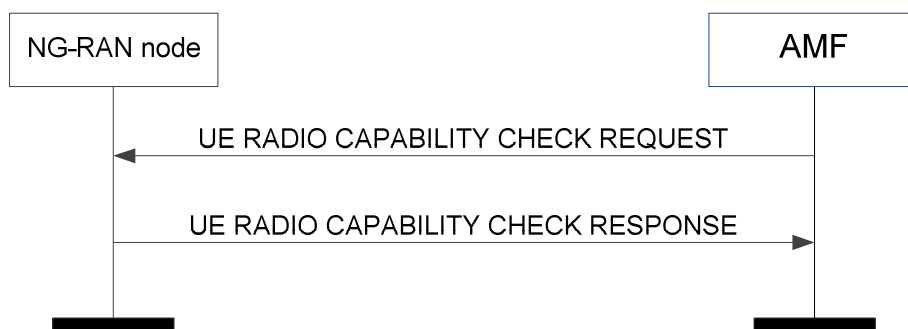 NG-RAN node
AMF
UE RADIO CAPABILITY CHECK REQUEST
UE RADIO CAPABILITY CHECK RESPONSE